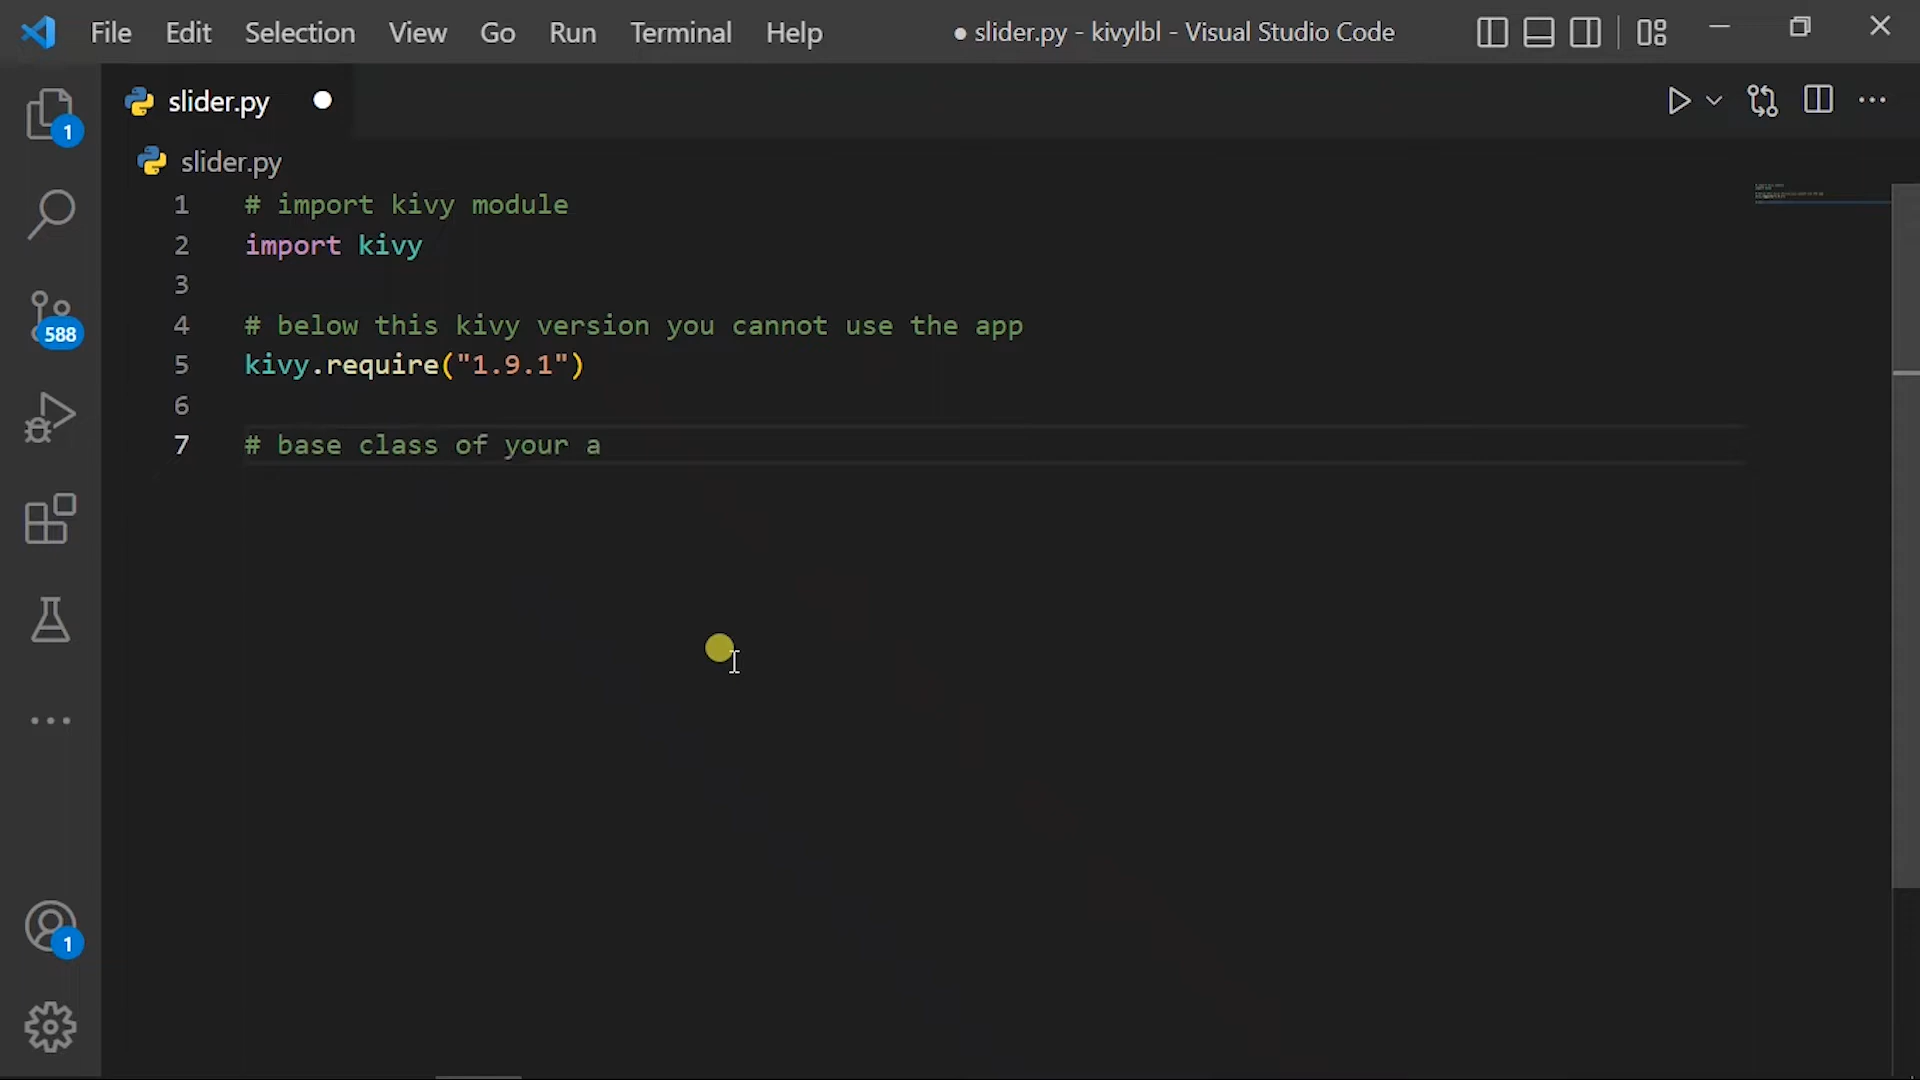 File Edit Selection View Go Run Terminal Help ● slider.py - kivylbl - Visual Studio Code
slider.py
slider.py
1 # import kivy module
2 import kivy
3
4 # below this kivy version you cannot use the app
5 kivy.require("1.9.1")
6
7 # base class of your a
1
588
1